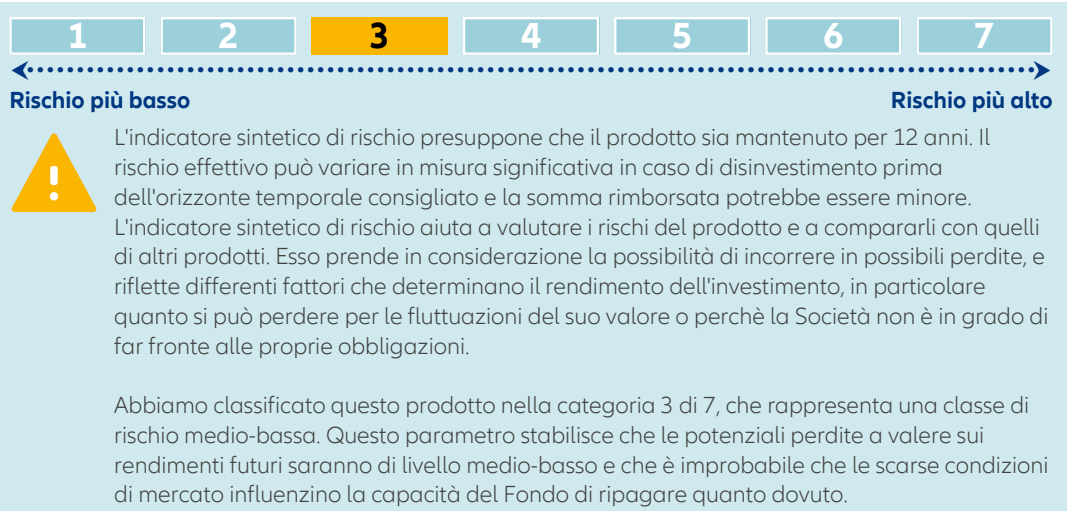 1 2 3 4 5 6 7
Rischio più basso Rischio più alto
L'indicatore sintetico di rischio presuppone che il prodotto sia mantenuto per 12 anni. Il
rischio effettivo può variare in misura significativa in caso di disinvestimento prima
dell'orizzonte temporale consigliato e la somma rimborsata potrebbe essere minore.
L'indicatore sintetico di rischio aiuta a valutare i rischi del prodotto e a compararli con quelli
di altri prodotti. Esso prende in considerazione la possibilità di incorrere in possibili perdite, e
riflette differenti fattori che determinano il rendimento dell'investimento, in particolare
quanto si può perdere per le fluttuazioni del suo valore o perchè la Società non è in grado di
far fronte alle proprie obbligazioni.
Abbiamo classificato questo prodotto nella categoria 3 di 7, che rappresenta una classe di
rischio medio-bassa. Questo parametro stabilisce che le potenziali perdite a valere sui
rendimenti futuri saranno di livello medio-basso e che è improbabile che le scarse condizioni
di mercato influenzino la capacità del Fondo di ripagare quanto dovuto.